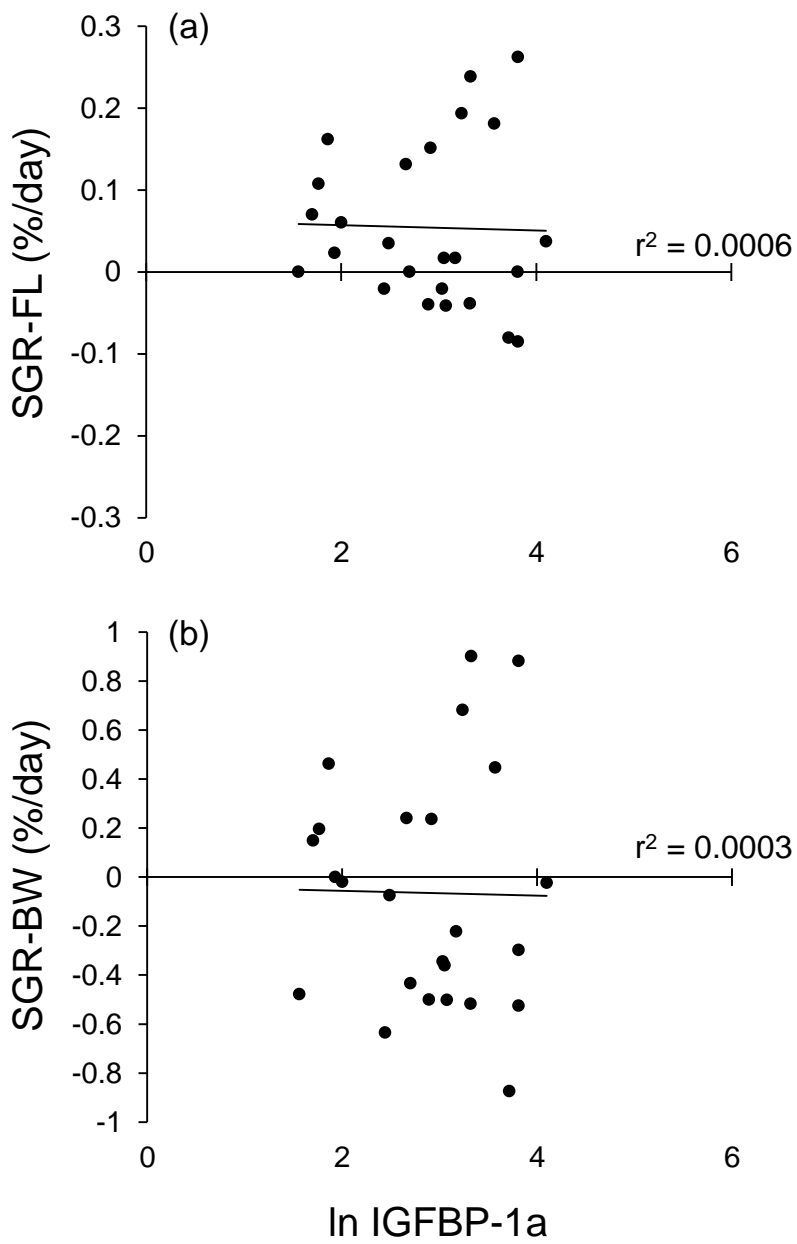 (a)
0.3
0.2
0.1
0
-0.1
-0.2
-0.3
SGR-FL (%/day)
r² = 0.0006
0 2 4 6
(b)
1
0.8
0.6
0.4
0.2
0
-0.2
-0.4
-0.6
-0.8
-1
SGR-BW (%/day)
r² = 0.0003
0 2 4 6
ln IGFBP-1a